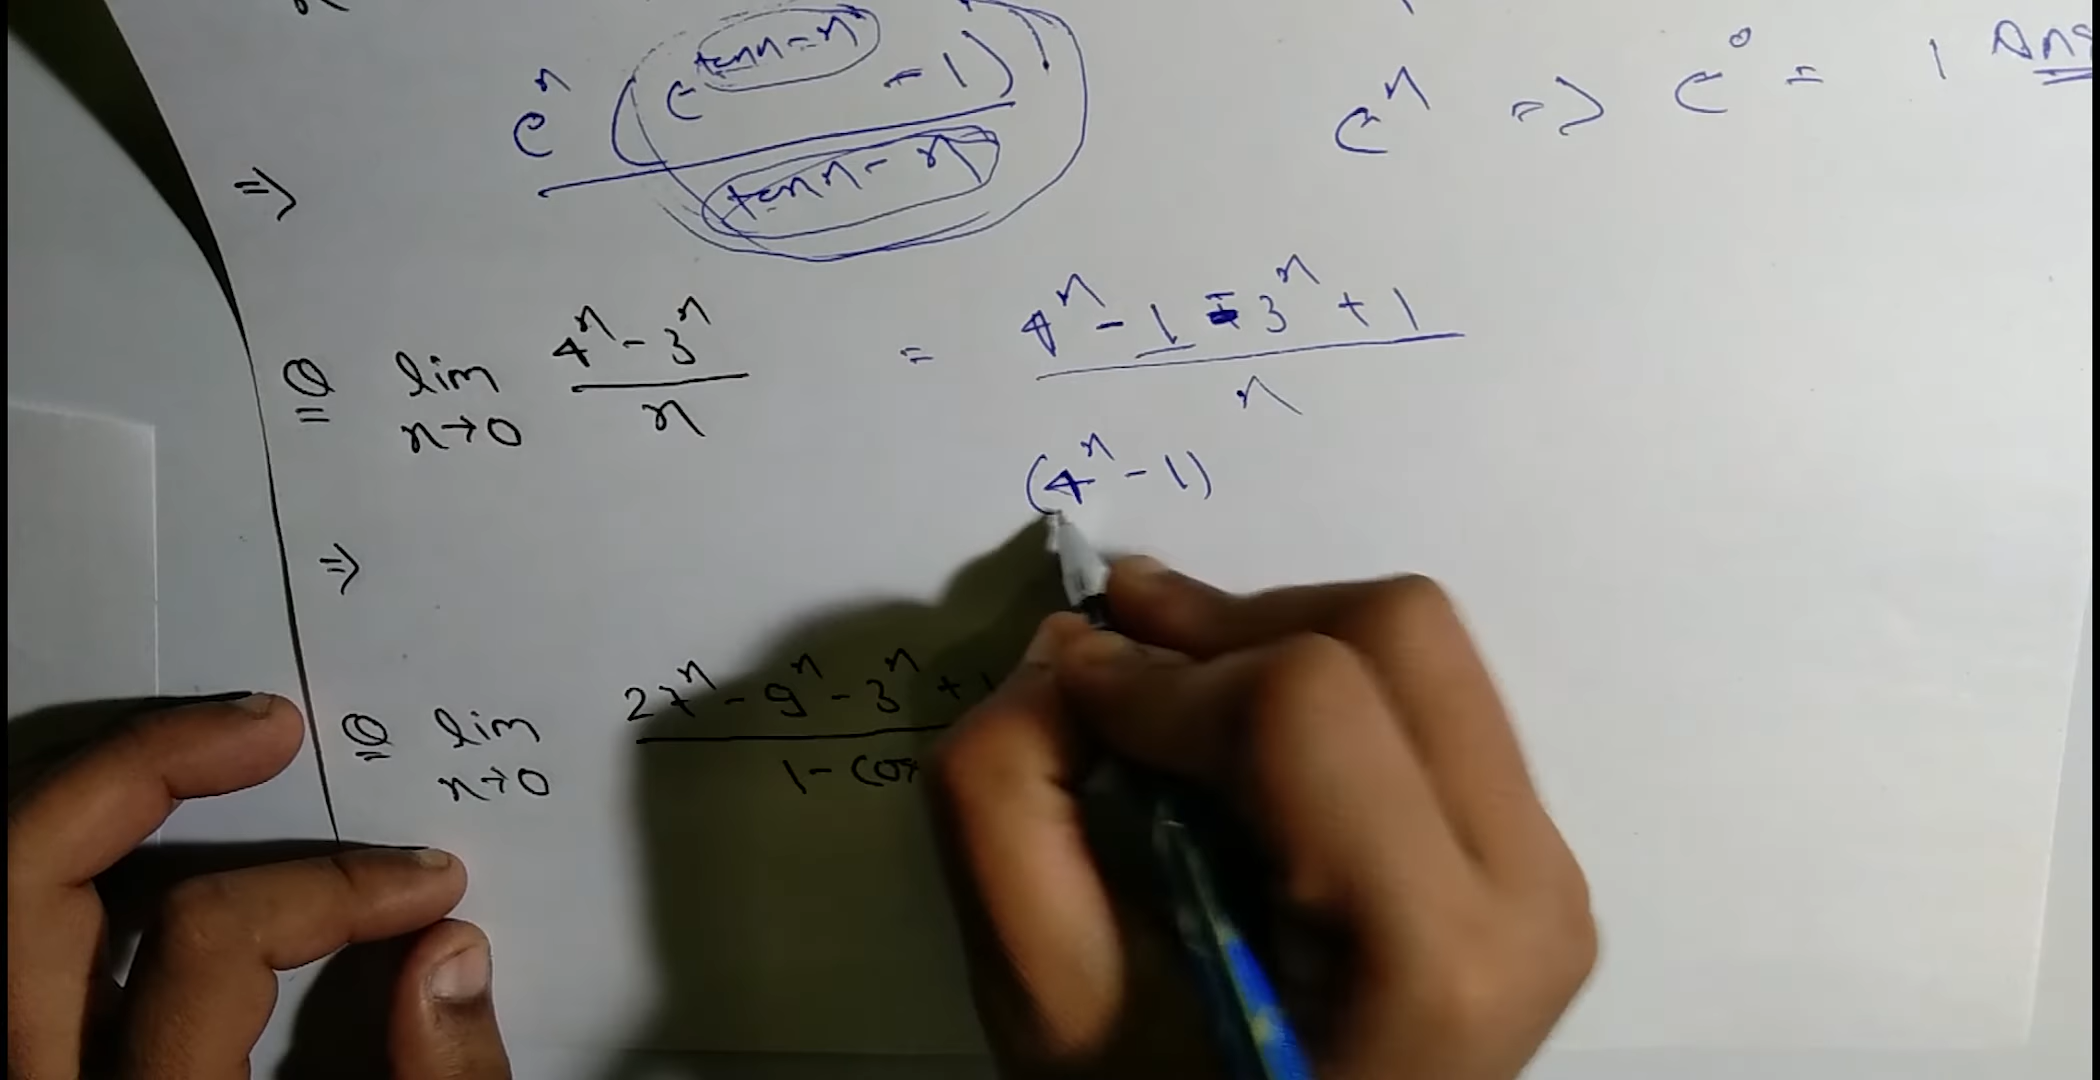 ⇒ e^x (e^(tanx-x) - 1) / (tanx - x)
e^x ⇒ e^0 = 1 Ans
Q lim x→0 (4^x - 3^x) / x = (4^x - 1 - 3^x + 1) / x
(4^x - 1)
⇒
Q lim x→0 (27^x - 9^x - 3^x + 1) / (1 - cos